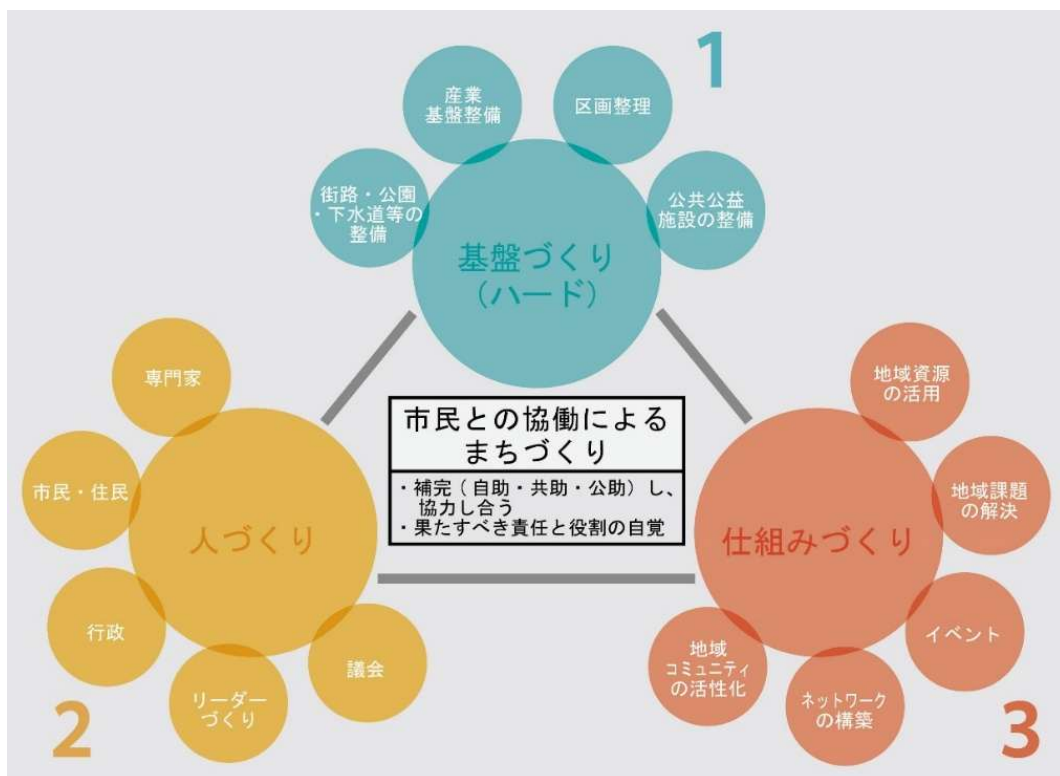 1
産業
基盤整備
区画整理
街路・公園
・下水道等の
整備
公共公益
施設の整備
基盤づくり
(ハード)
市民との協働による
まちづくり
・補完(自助・共助・公助)し、
協力し合う
・果たすべき責任と役割の自覚
専門家
市民・住民
人づくり
行政
リーダー
づくり
議会
2
地域資源
の活用
地域課題
の解決
仕組みづくり
イベント
地域
コミュニティ
の活性化
ネットワーク
の構築
3